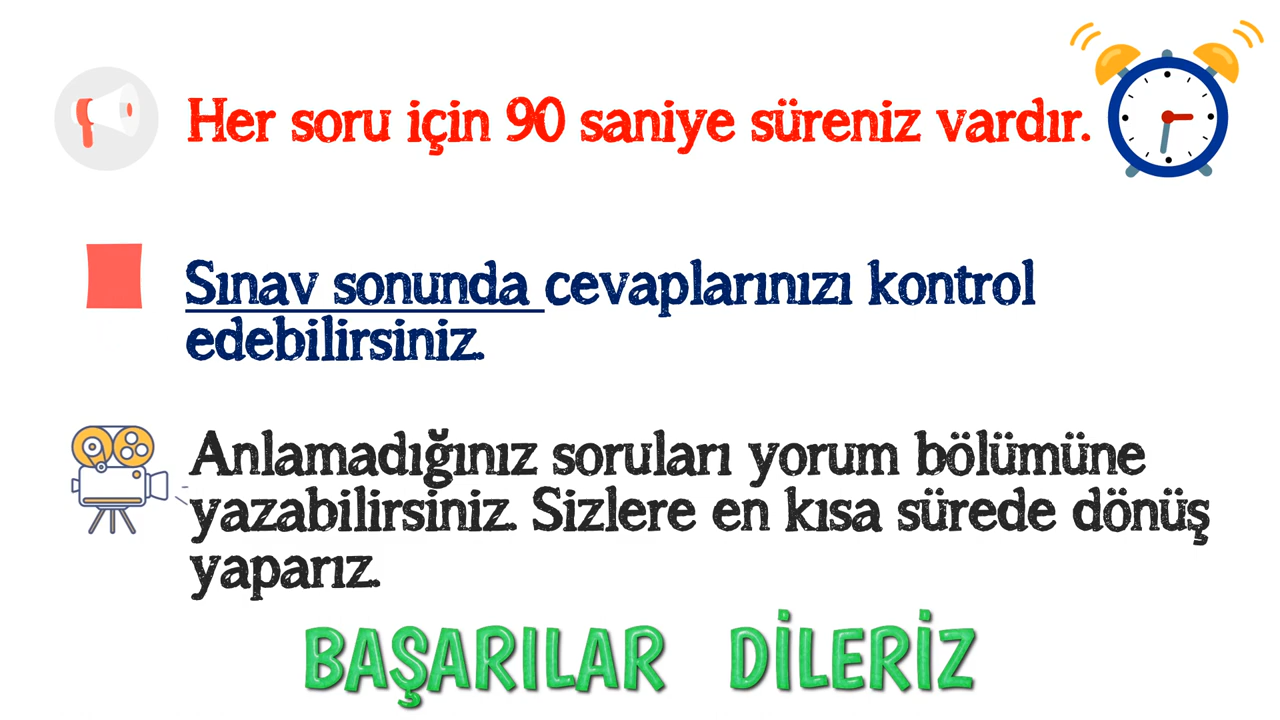 Her soru için 90 saniye süreniz vardır.
Sınav sonunda cevaplarınızı kontrol
edebilirsiniz.
Anlamadığınız soruları yorum bölümüne
yazabilirsiniz. Sizlere en kısa sürede dönüş
yaparız.
BAŞARILAR DİLERİZ